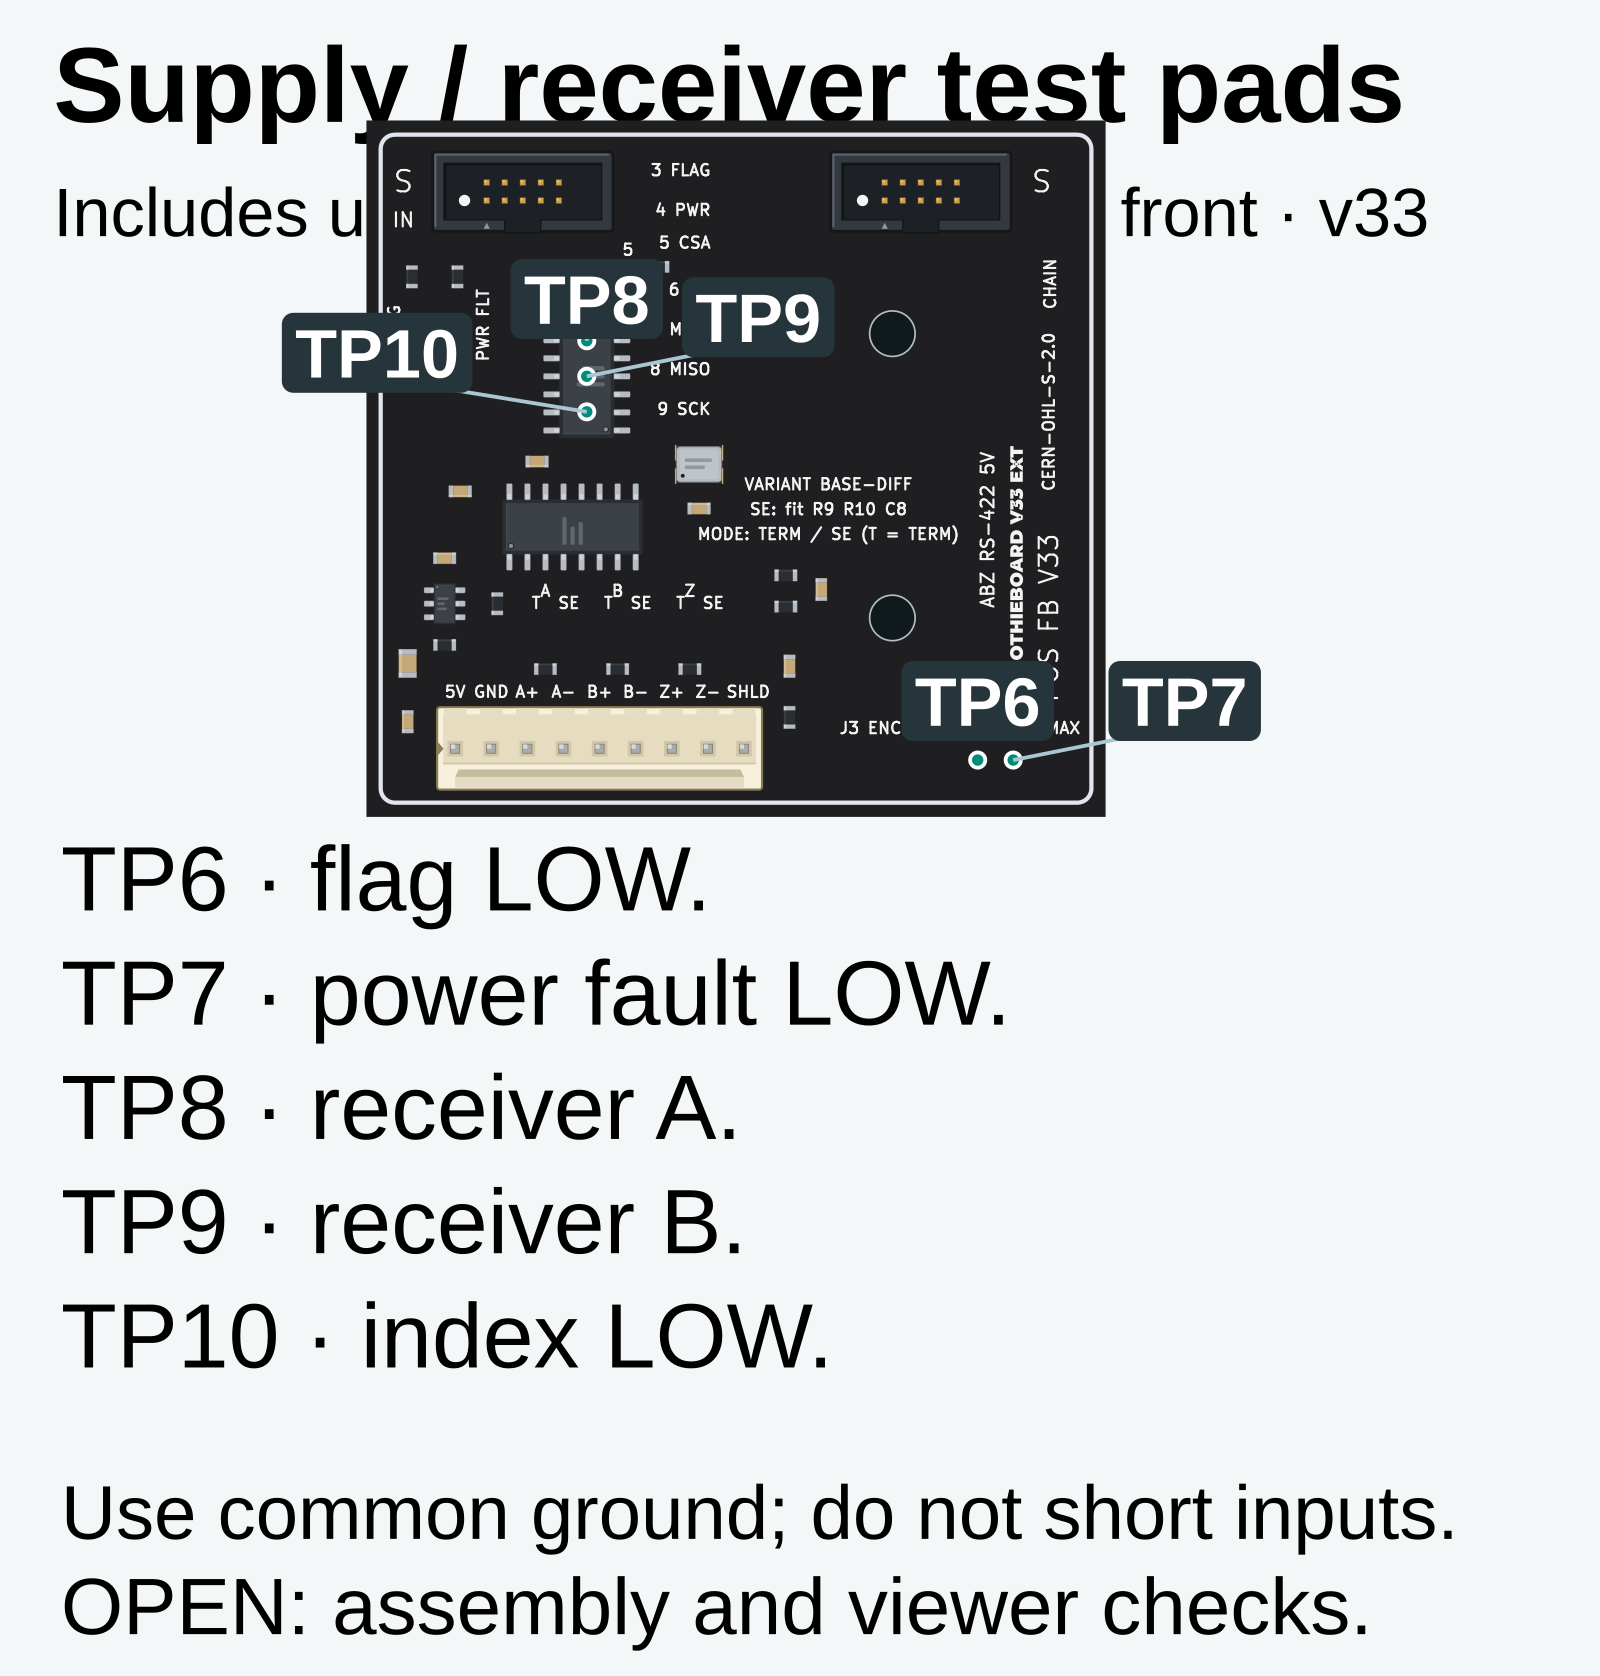 Supply / receiver test pads
Includes u
front · v33
S
IN
3 FLAG
4 PWR
5 CSA
5
6
8 MISO
9 SCK
S
CHAIN
PWR FLT
TP8
TP9
TP10
CERN-OHL-S-2.0
ABZ RS-422 5V
OTHIEBOARD V33 EXT
S FB V33
VARIANT BASE-DIFF
SE: fit R9 R10 C8
MODE: TERM / SE (T = TERM)
A B Z
T SE T SE T SE
5V GND A+ A- B+ B- Z+ Z- SHLD
J3 ENC
MAX
TP6
TP7
TP6 · flag LOW.
TP7 · power fault LOW.
TP8 · receiver A.
TP9 · receiver B.
TP10 · index LOW.
Use common ground; do not short inputs.
OPEN: assembly and viewer checks.